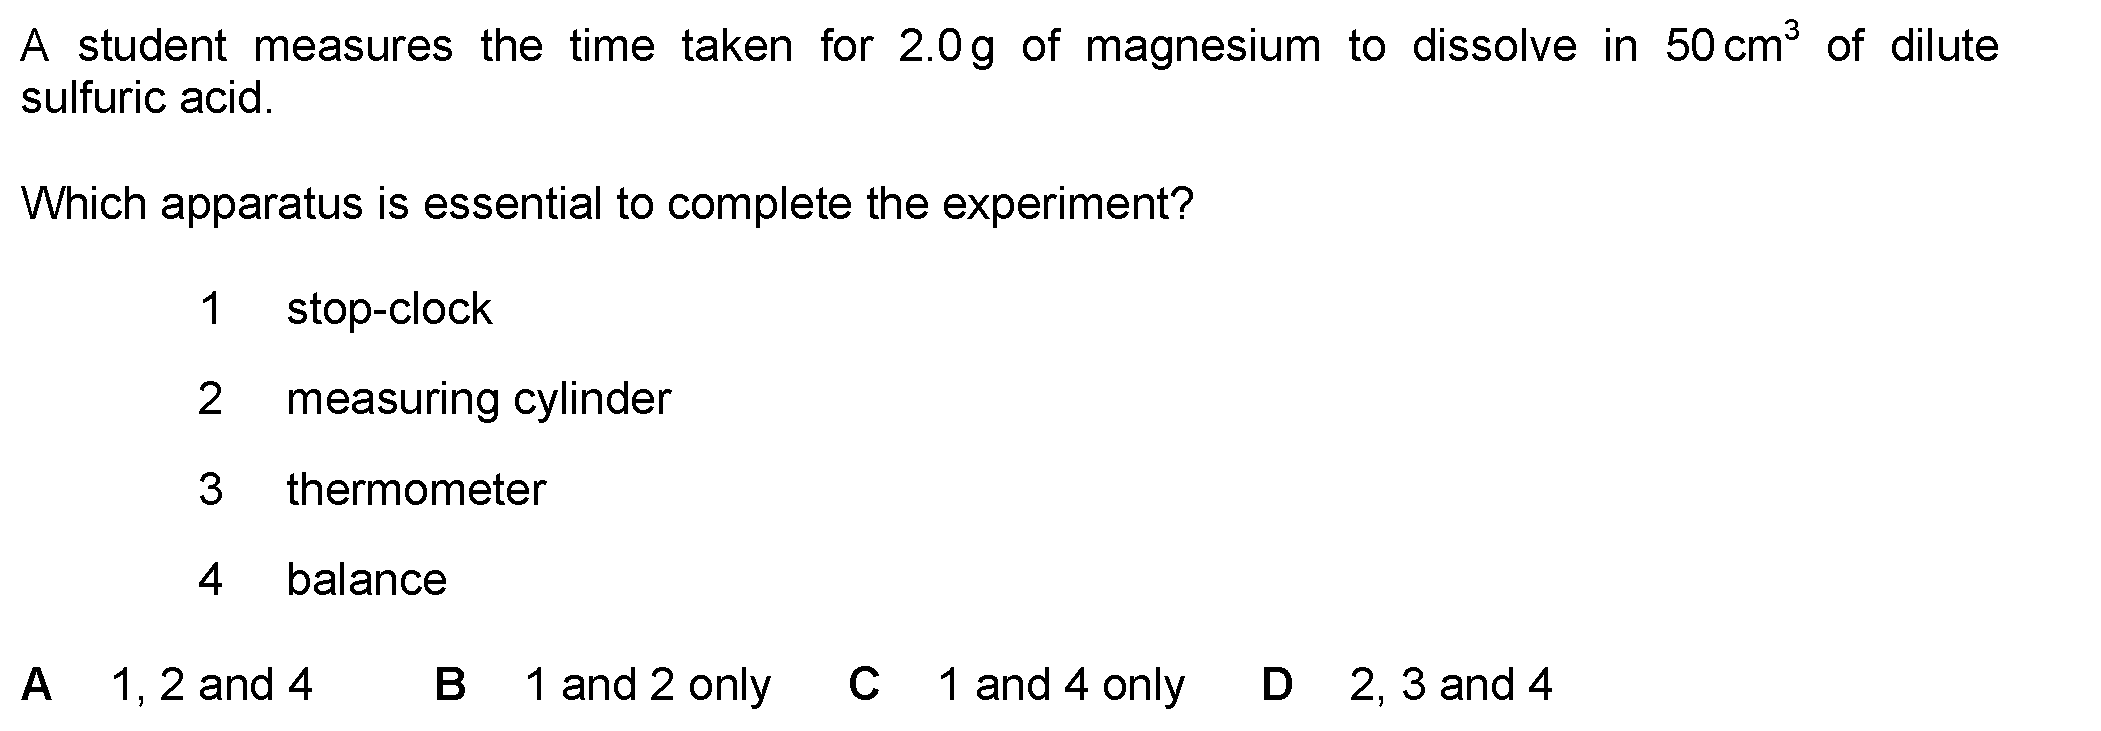 A student measures the time taken for 2.0 g of magnesium to dissolve in 50 cm³ of dilute
sulfuric acid.
Which apparatus is essential to complete the experiment?
1 stop-clock
2 measuring cylinder
3 thermometer
4 balance
A 1, 2 and 4 B 1 and 2 only C 1 and 4 only D 2, 3 and 4